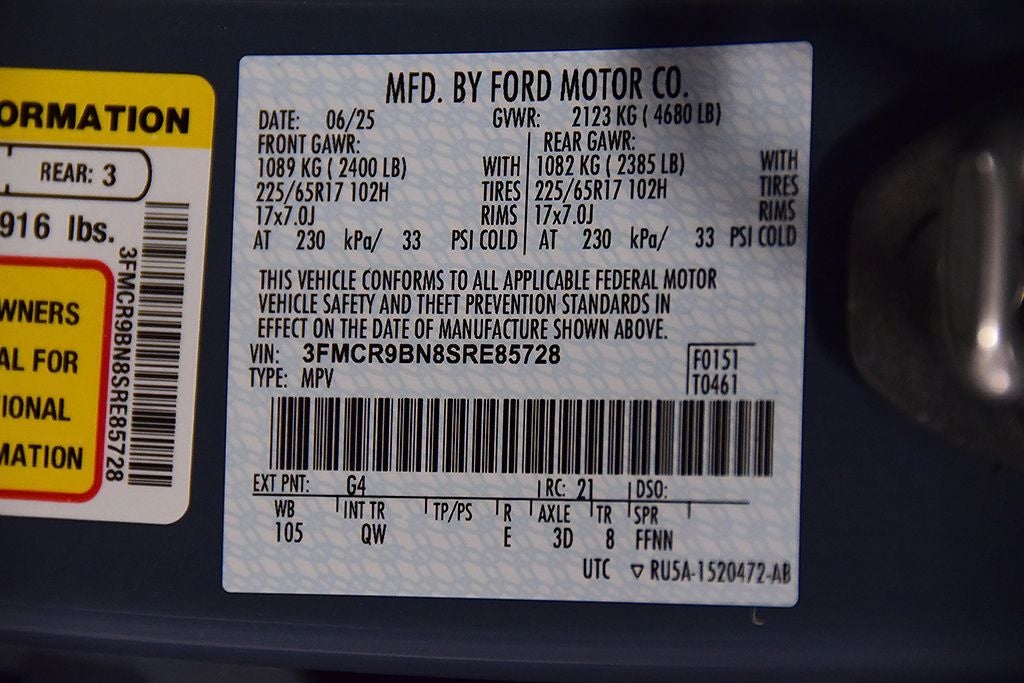 ORMATION
REAR: 3
916 lbs.
3FMCR9BN8SRE85728
WNERS
AL FOR
IONAL
MATION
MFD. BY FORD MOTOR CO.
DATE: 06/25 GVWR: 2123 KG ( 4680 LB)
FRONT GAWR: REAR GAWR:
1089 KG ( 2400 LB) WITH 1082 KG ( 2385 LB) WITH
225/65R17 102H TIRES 225/65R17 102H TIRES
17x7.0J RIMS 17x7.0J RIMS
AT 230 kPa/ 33 PSI COLD AT 230 kPa/ 33 PSI COLD
THIS VEHICLE CONFORMS TO ALL APPLICABLE FEDERAL MOTOR
VEHICLE SAFETY AND THEFT PREVENTION STANDARDS IN
EFFECT ON THE DATE OF MANUFACTURE SHOWN ABOVE.
VIN: 3FMCR9BN8SRE85728 F0151
TYPE: MPV T0461
EXT PNT: G4 RC: 21 DSO:
WB INT TR TP/PS R AXLE TR SPR
105 QW E 3D 8 FFNN
UTC ▽ RU5A-1520472-AB